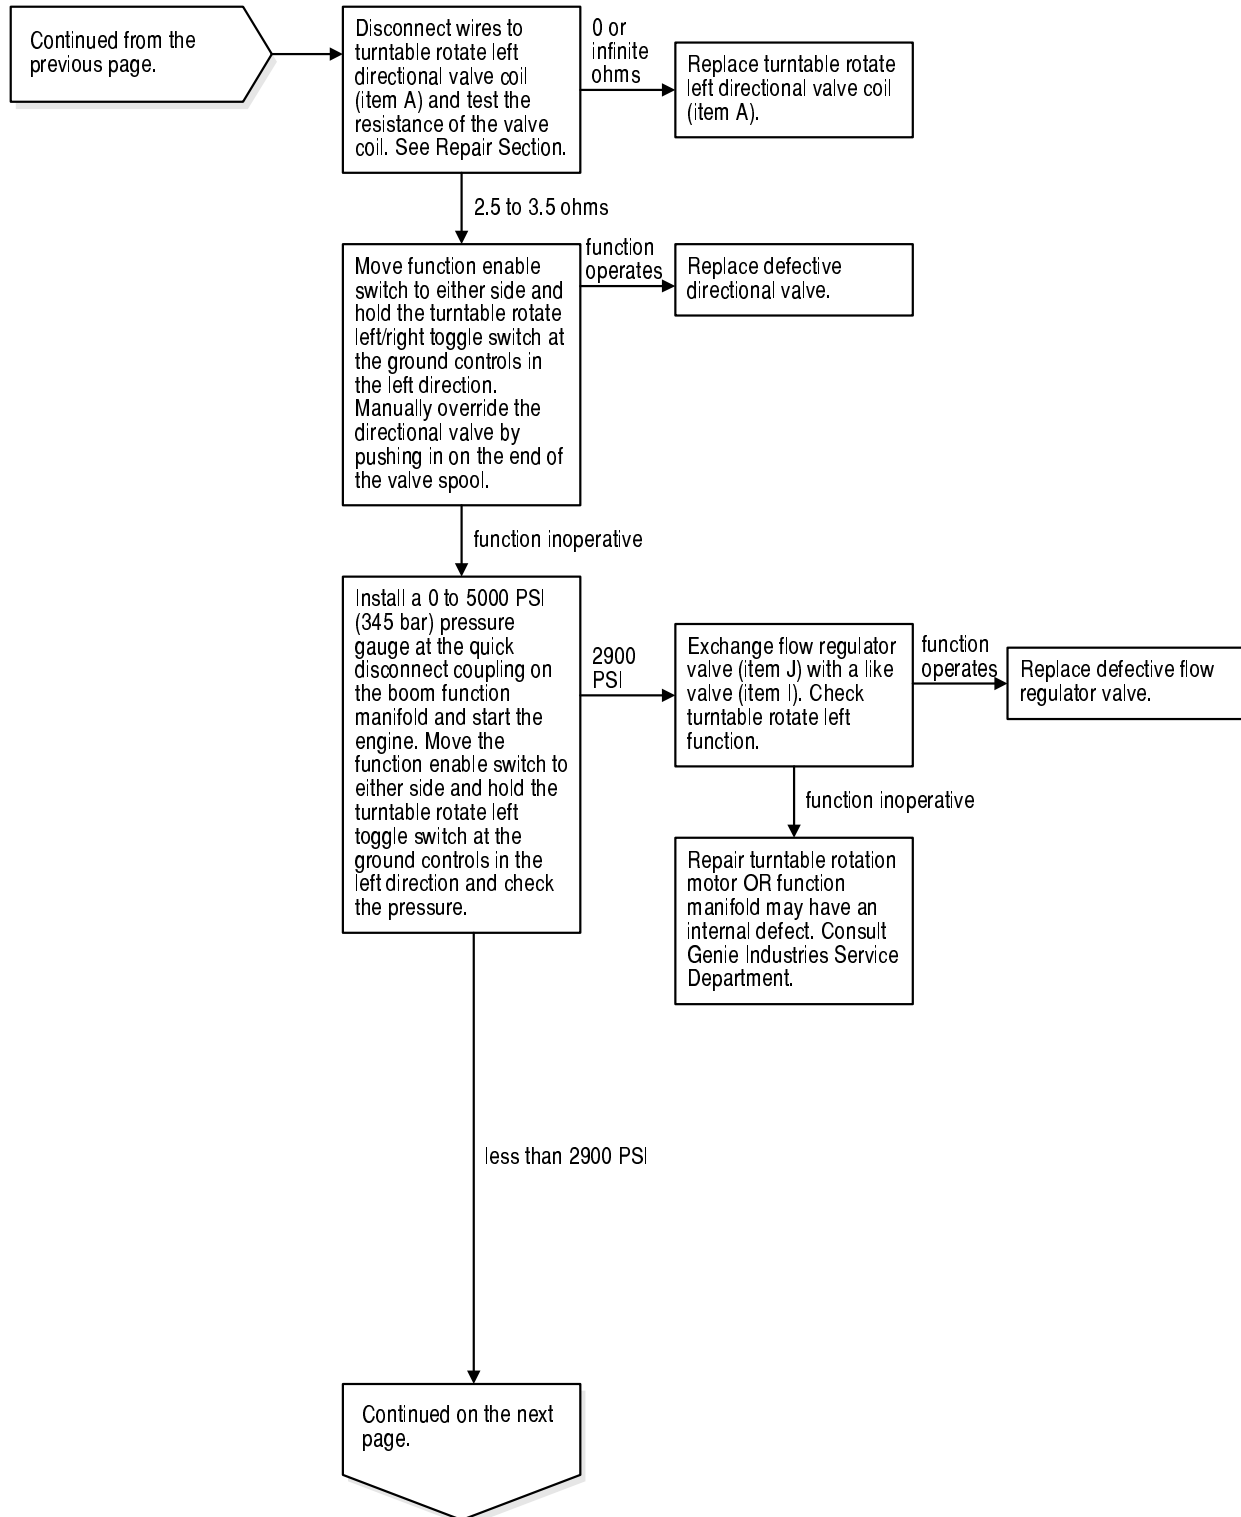 Continued from the
previous page.
Disconnect wires to
turntable rotate left
directional valve coil
(item A) and test the
resistance of the valve
coil. See Repair Section.
0 or
infinite
ohms
Replace turntable rotate
left directional valve coil
(item A).
2.5 to 3.5 ohms
Move function enable
switch to either side and
hold the turntable rotate
left/right toggle switch at
the ground controls in
the left direction.
Manually override the
directional valve by
pushing in on the end of
the valve spool.
function
operates
Replace defective
directional valve.
function inoperative
Install a 0 to 5000 PSI
(345 bar) pressure
gauge at the quick
disconnect coupling on
the boom function
manifold and start the
engine. Move the
function enable switch to
either side and hold the
turntable rotate left
toggle switch at the
ground controls in the
left direction and check
the pressure.
2900
PSI
Exchange flow regulator
valve (item J) with a like
valve (item I). Check
turntable rotate left
function.
function
operates
Replace defective flow
regulator valve.
function inoperative
Repair turntable rotation
motor OR function
manifold may have an
internal defect. Consult
Genie Industries Service
Department.
less than 2900 PSI
Continued on the next
page.